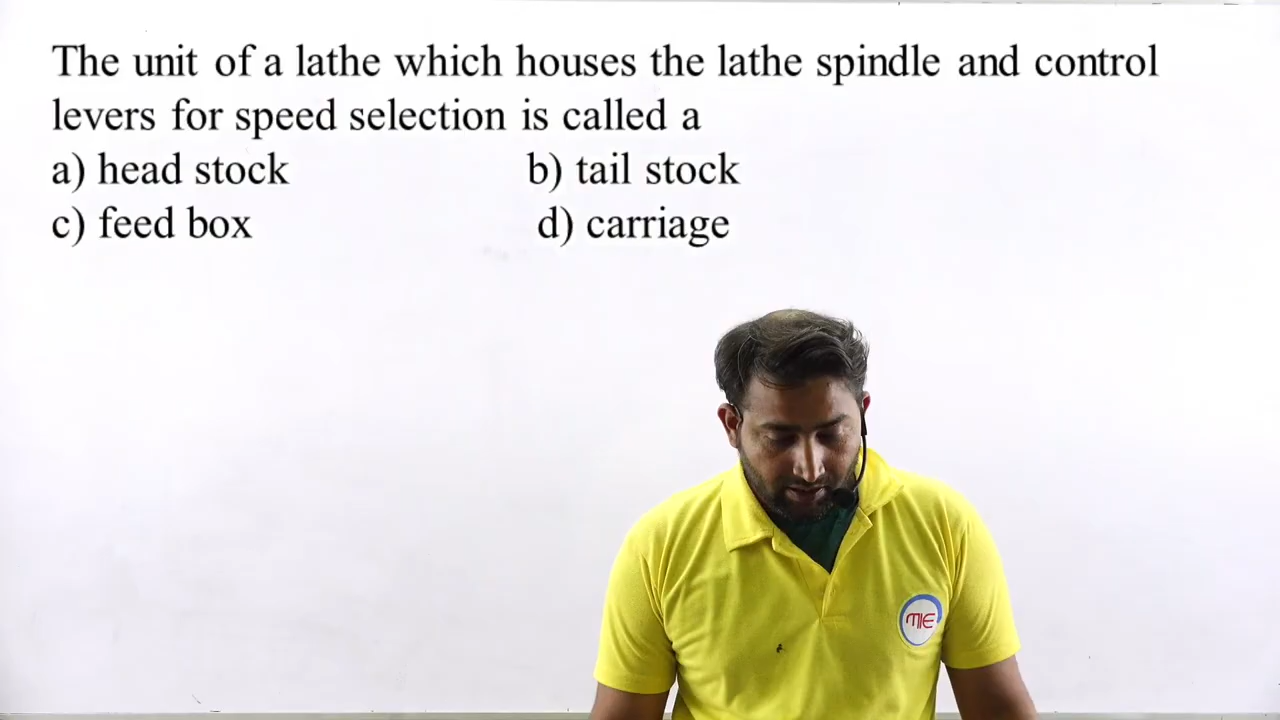 The unit of a lathe which houses the lathe spindle and control
levers for speed selection is called a
a) head stock b) tail stock
c) feed box d) carriage
MIE